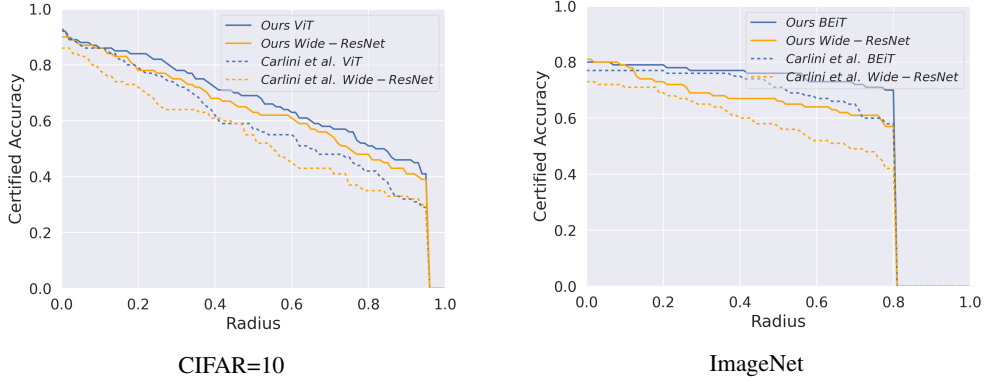 Certified Accuracy
1.0
0.8
0.6
0.4
0.2
0.0
Ours ViT
Ours Wide−ResNet
Carlini et al. ViT
Carlini et al. Wide−ResNet
0.0 0.2 0.4 0.6 0.8 1.0
Radius
CIFAR=10
Certified Accuracy
1.0
0.8
0.6
0.4
0.2
0.0
Ours BEiT
Ours Wide−ResNet
Carlini et al. BEiT
Carlini et al. Wide−ResNet
0.0 0.2 0.4 0.6 0.8 1.0
Radius
ImageNet